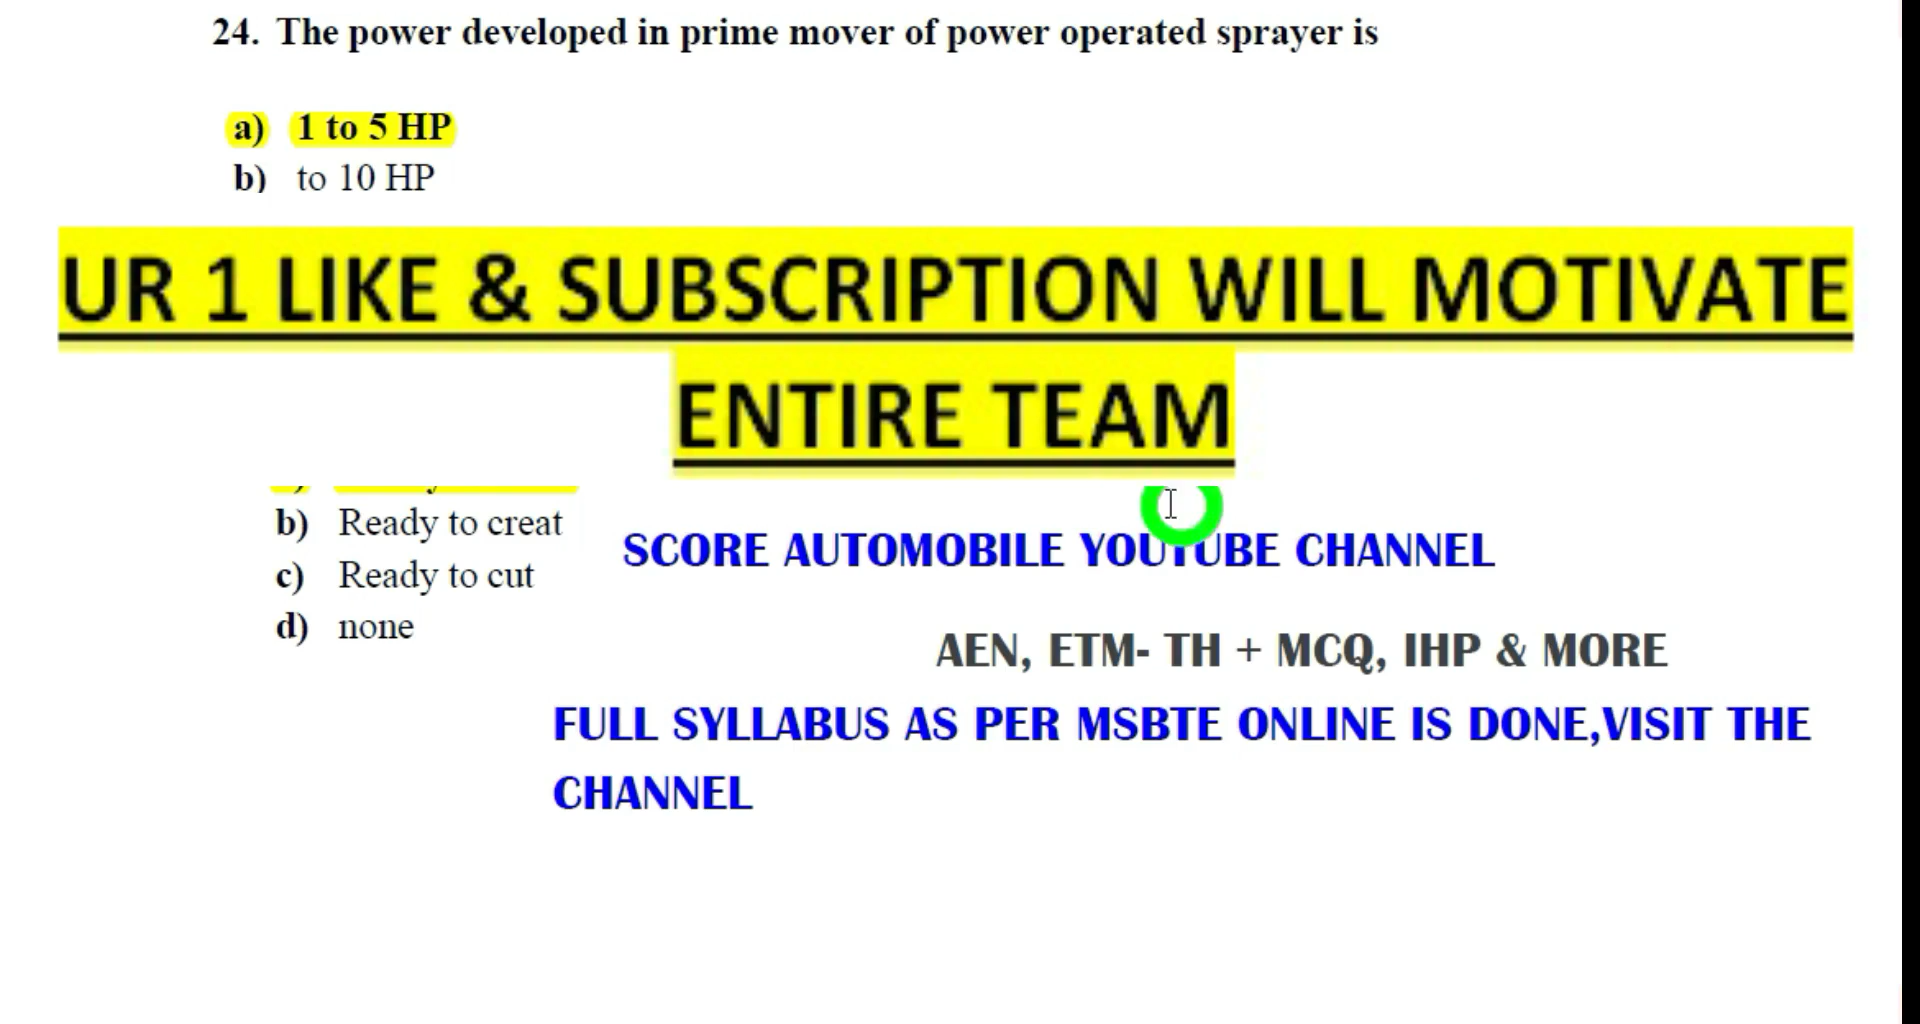 24. The power developed in prime mover of power operated sprayer is
a) 1 to 5 HP
b) to 10 HP
UR 1 LIKE & SUBSCRIPTION WILL MOTIVATE
ENTIRE TEAM
b) Ready to creat
SCORE AUTOMOBILE YOUTUBE CHANNEL
c) Ready to cut
d) none
AEN, ETM- TH + MCQ, IHP & MORE
FULL SYLLABUS AS PER MSBTE ONLINE IS DONE,VISIT THE
CHANNEL